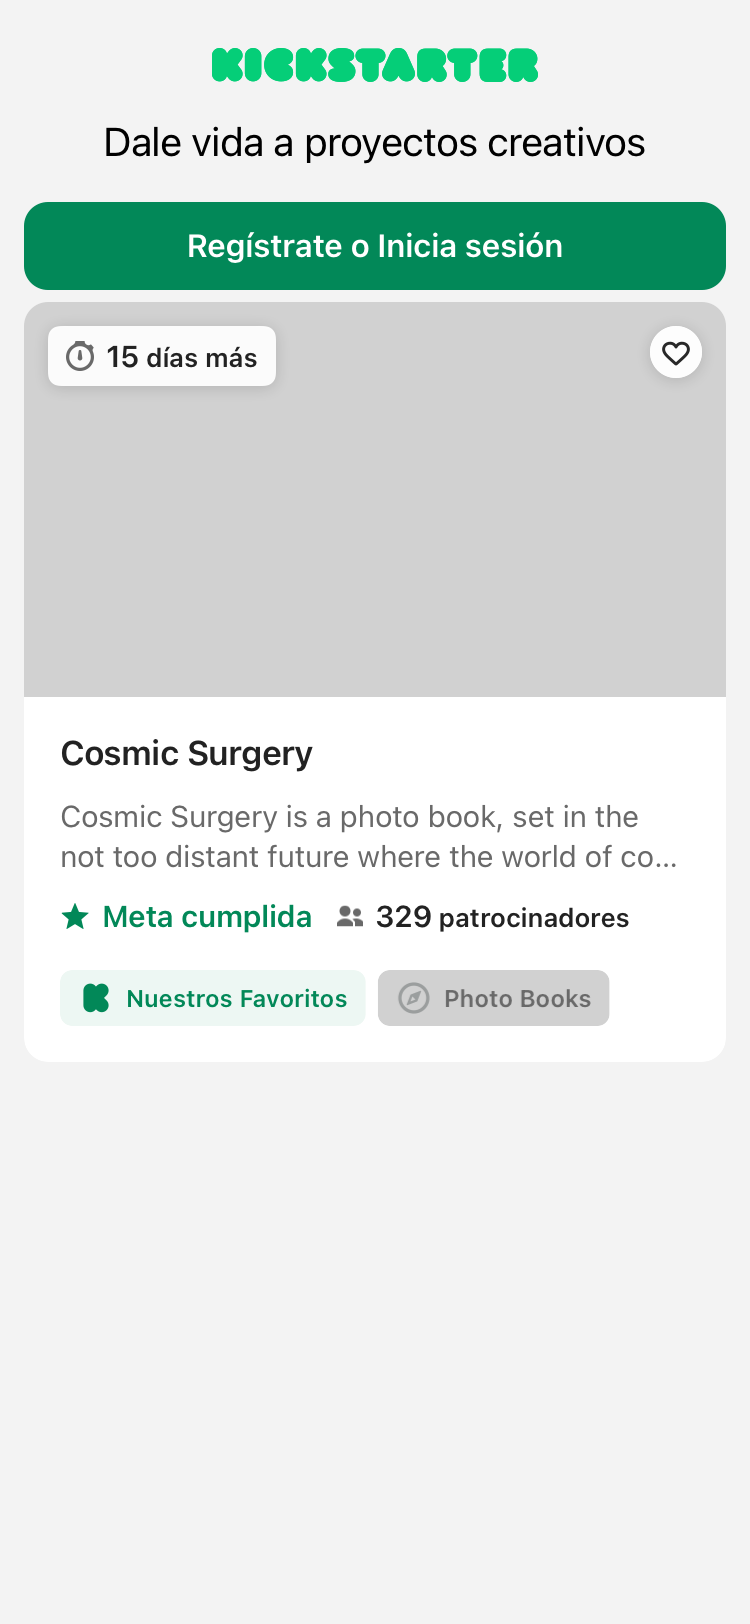 KICKSTARTER
Dale vida a proyectos creativos
Regístrate o Inicia sesión
15 días más
Cosmic Surgery
Cosmic Surgery is a photo book, set in the
not too distant future where the world of co...
Meta cumplida 329 patrocinadores
Nuestros Favoritos Photo Books